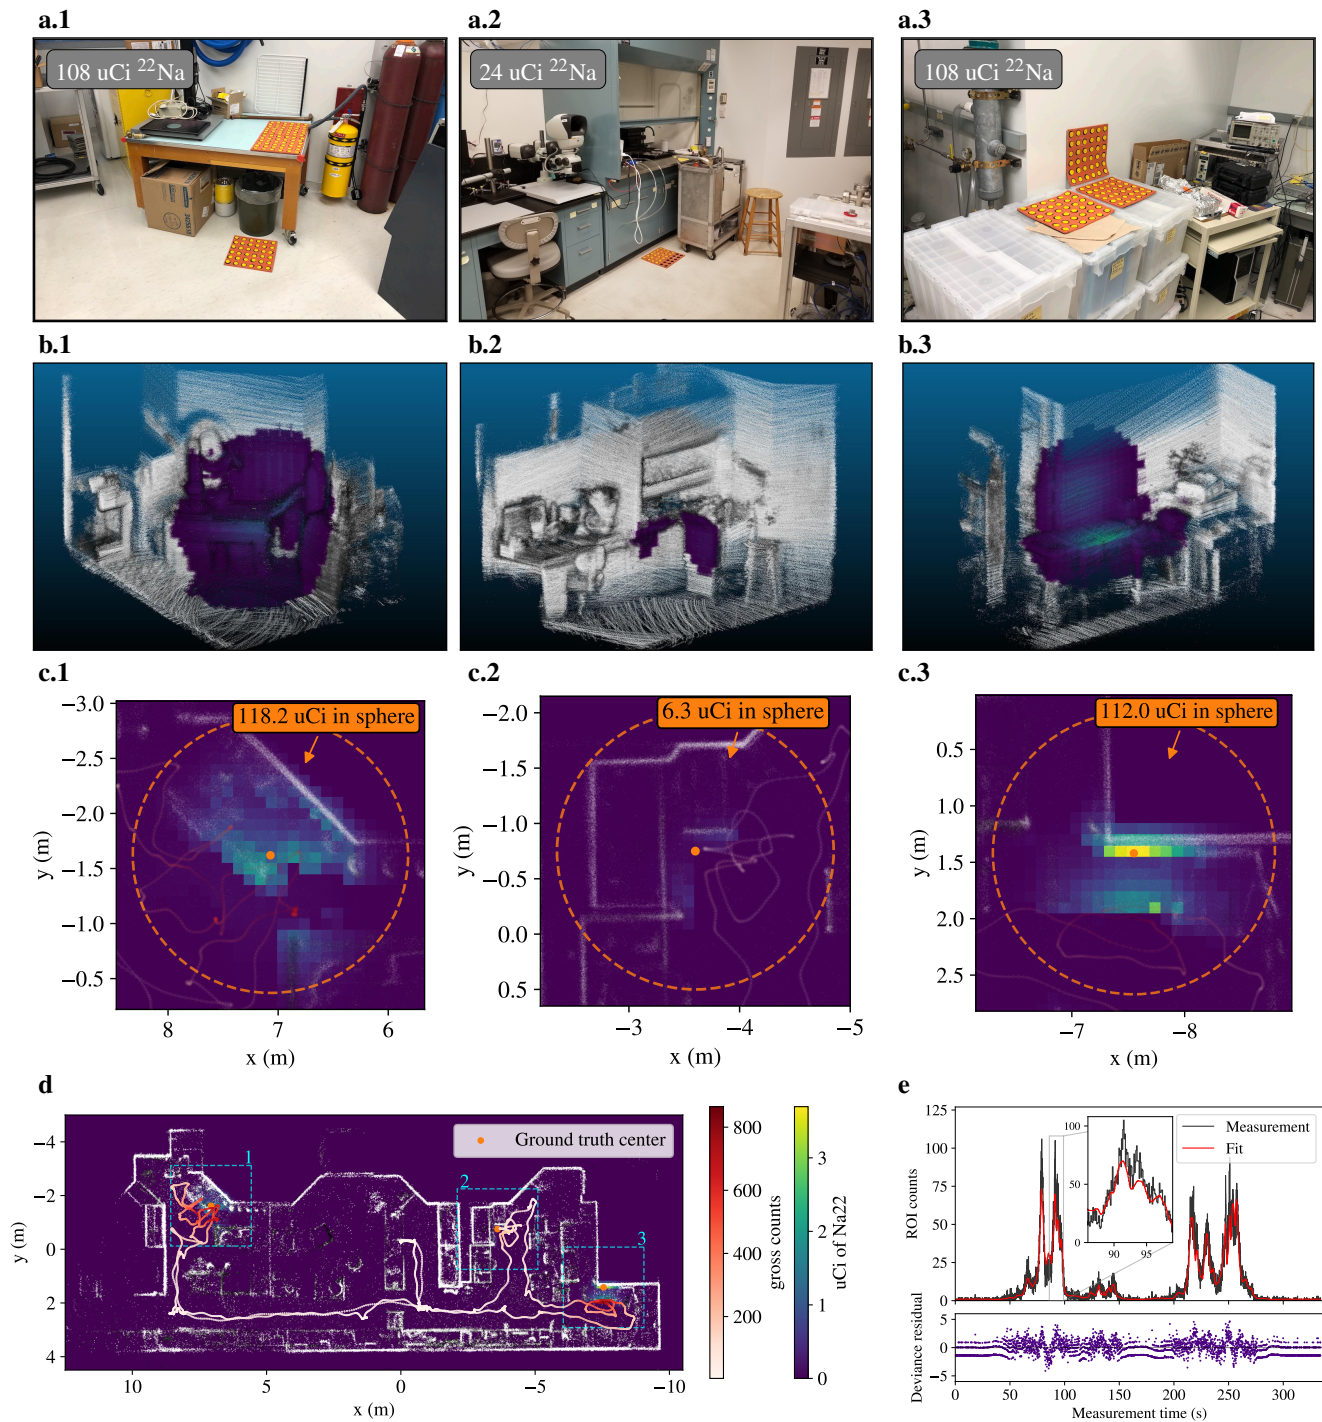 a.1
a.2
a.3
108 uCi ²²Na
24 uCi ²²Na
108 uCi ²²Na
b.1
b.2
b.3
c.1
c.2
c.3
118.2 uCi in sphere
−3.0
−2.5
−2.0
−1.5
−1.0
−0.5
y (m)
8
7
6
x (m)
6.3 uCi in sphere
−2.0
−1.5
−1.0
−0.5
0.0
0.5
y (m)
−3
−4
−5
x (m)
112.0 uCi in sphere
0.5
1.0
1.5
2.0
2.5
y (m)
−7
−8
x (m)
d
−4
−2
0
2
4
y (m)
10
5
0
−5
−10
x (m)
Ground truth center
1
2
3
800
600
400
200
gross counts
3
2
1
0
uCi of Na22
e
125
100
75
50
25
0
ROI counts
100
50
0
90
95
Measurement
Fit
5
0
−5
Deviance residual
0
50
100
150
200
250
300
Measurement time (s)